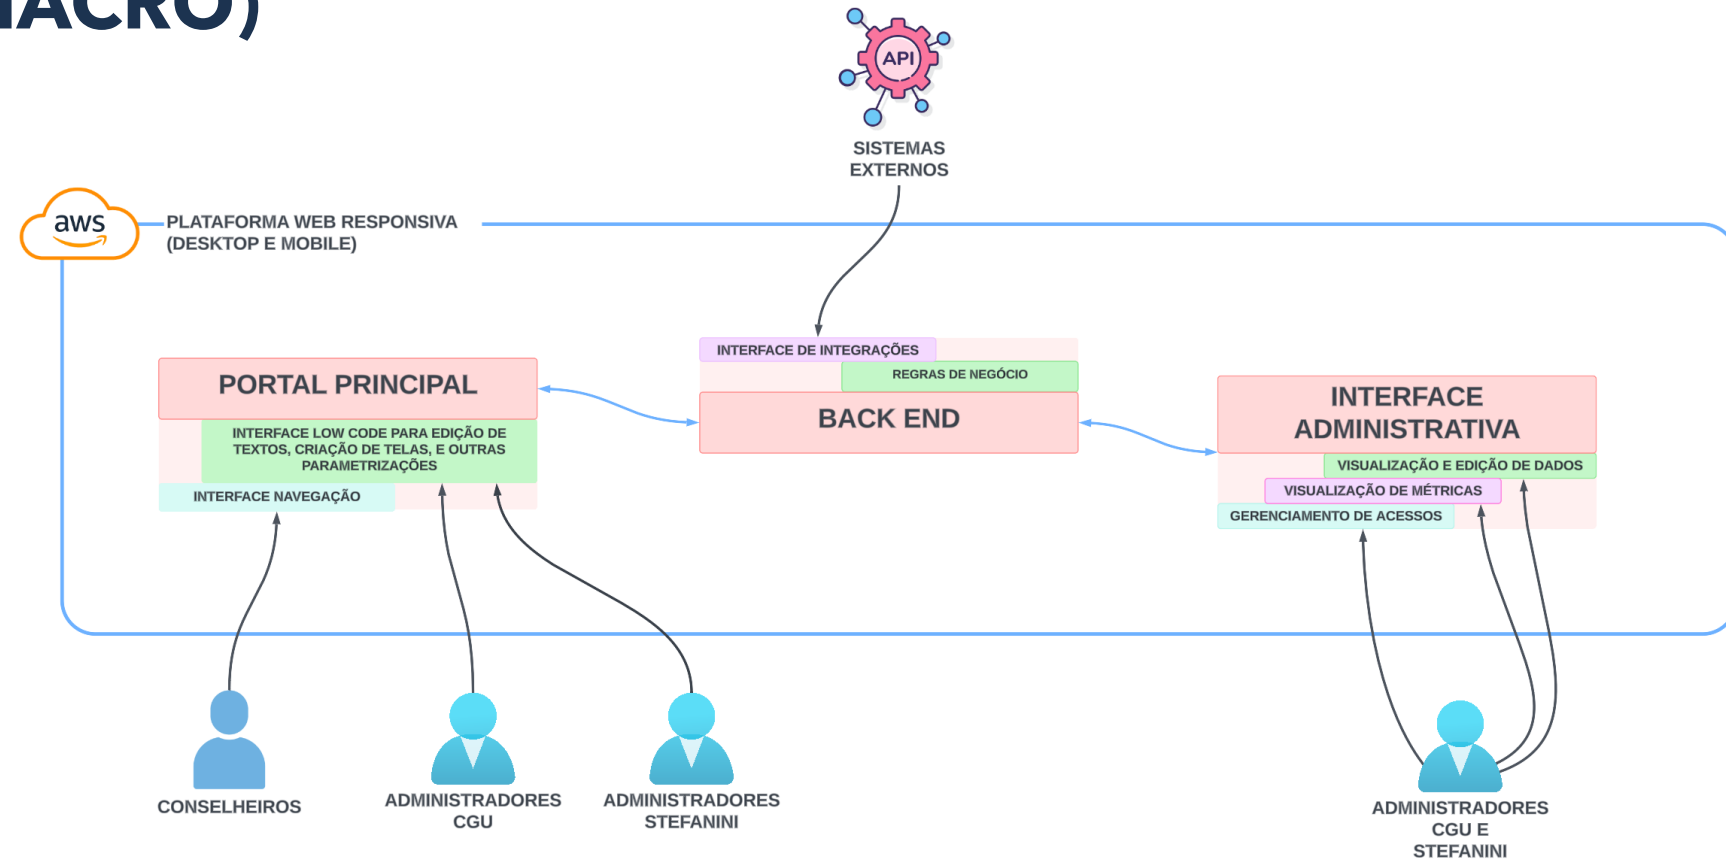 MACRO)
API
SISTEMAS
EXTERNOS
aws
PLATAFORMA WEB RESPONSIVA
(DESKTOP E MOBILE)
INTERFACE DE INTEGRAÇÕES
REGRAS DE NEGÓCIO
BACK END
PORTAL PRINCIPAL
INTERFACE LOW CODE PARA EDIÇÃO DE
TEXTOS, CRIAÇÃO DE TELAS, E OUTRAS
PARAMETRIZAÇÕES
INTERFACE NAVEGAÇÃO
INTERFACE
ADMINISTRATIVA
VISUALIZAÇÃO E EDIÇÃO DE DADOS
VISUALIZAÇÃO DE MÉTRICAS
GERENCIAMENTO DE ACESSOS
CONSELHEIROS
ADMINISTRADORES
CGU
ADMINISTRADORES
STEFANINI
ADMINISTRADORES
CGU E
STEFANINI